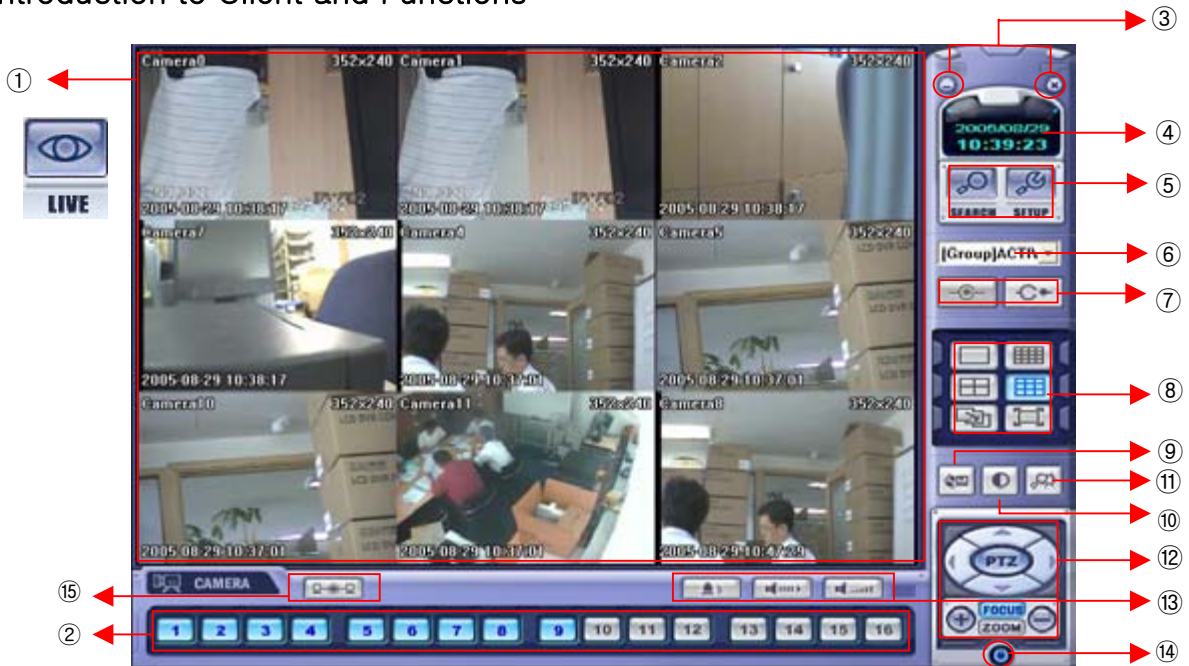 Introduction to Client and Functions
③
①
Camera0 352x240 Camera1 352x240 Camera2 352x240
2005/08/29
10:39:23
④
⑤
LIVE
SEARCH SETUP
2005-08-29 10:38:17 2005-08-29 10:38:17 2005-08-29 10:38:17
Camera7 352x240 Camera4 352x240 Camera5 352x240
[Group]ACTR
⑥
⑦
2005-08-29 10:38:17 2005-08-29 10:37:01 2005-08-29 10:37:01
⑧
Camera10 352x240 Camera11 352x240 Camera8 352x240
⑨
⑪
⑩
2005-08-29 10:37:01 2005-08-29 10:37:01 2005-08-29 10:47:29
PTZ
⑫
⑮
CAMERA
⑬
FOCUS
ZOOM
②
1 2 3 4 5 6 7 8 9 10 11 12 13 14 15 16
⑭